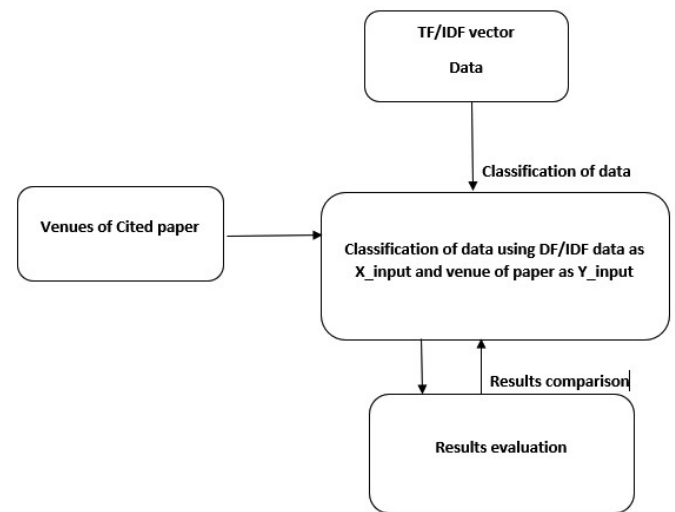 TF/IDF vector
Data
Classification of data
Venues of Cited paper
Classification of data using DF/IDF data as
X_input and venue of paper as Y_input
Results comparison
Results evaluation